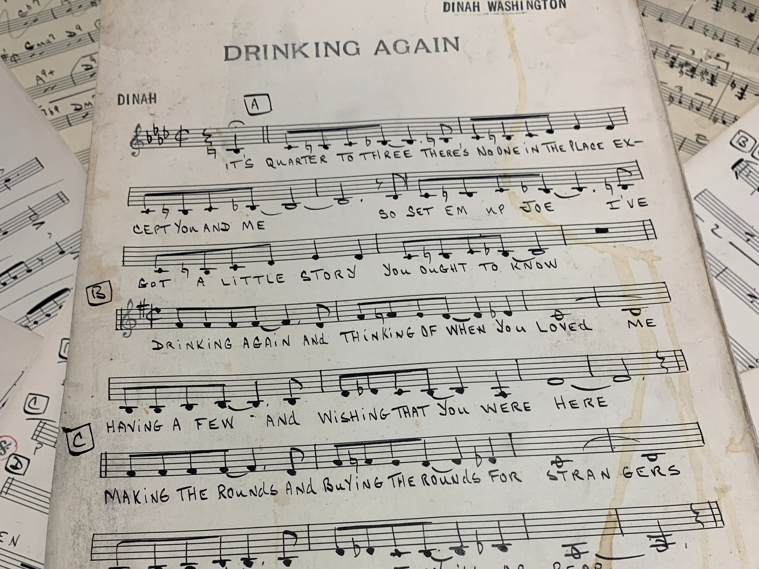 DINAH WASHINGTON
DRINKING AGAIN
DINAH
A
IT'S QUARTER TO THREE THERE'S NO ONE IN THE PLACE EX-
CEPT YOU AND ME SO SET EM UP JOE I'VE
GOT A LITTLE STORY YOU OUGHT TO KNOW
B
DRINKING AGAIN AND THINKING OF WHEN YOU LOVED ME
HAVING A FEW AND WISHING THAT YOU WERE HERE
C
MAKING THE ROUNDS AND BUYING THE ROUNDS FOR STRANGERS
C